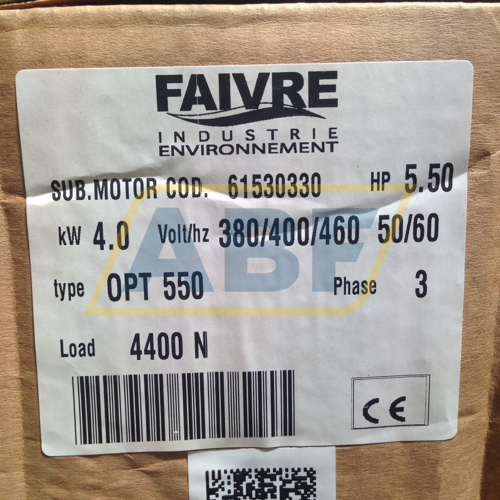 FAIVRE
INDUSTRIE
ENVIRONNEMENT
SUB.MOTOR COD. 61530330 HP 5.50
kW 4.0 Volt/hz 380/400/460 50/60
ABF
type OPT 550 Phase 3
Load 4400 N
CE